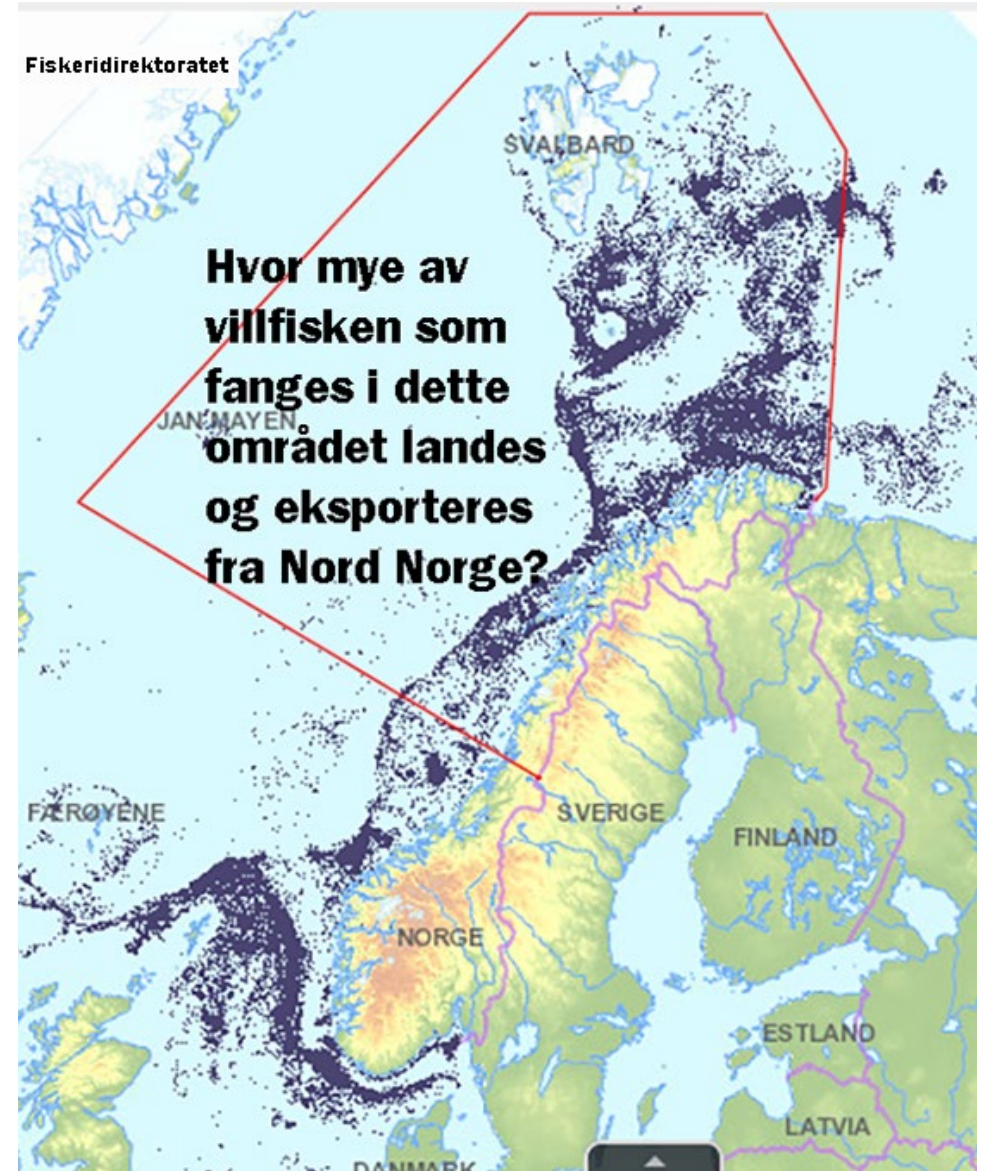 Fiskeridirektoratet
SVALBARD
Hvor mye av
villfisken som
fanges i dette
JAN MAYEN
området landes
og eksporteres
fra Nord Norge?
FÆRØYENE
SVERIGE
FINLAND
NORGE
ESTLAND
LATVIA
DANMARK